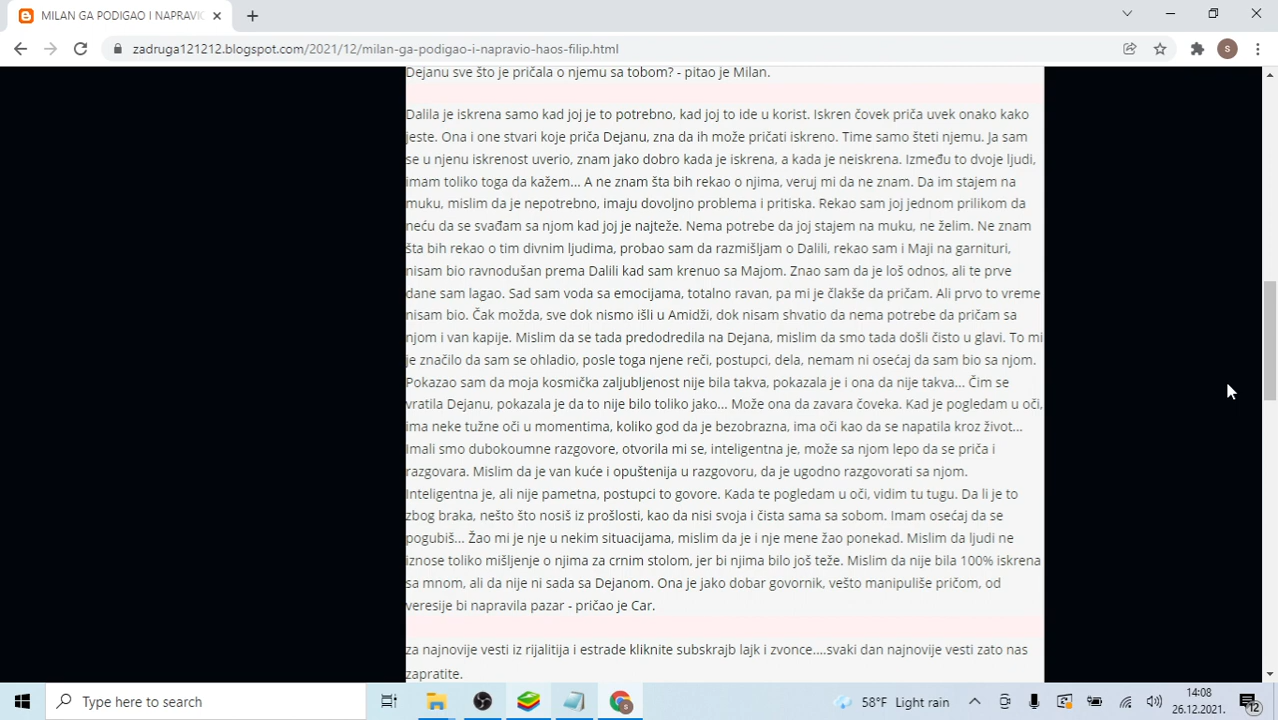 MILAN GA PODIGAO I NAPRAVIO
zadruga121212.blogspot.com/2021/12/milan-ga-podigao-i-napravio-haos-filip.html
s
Dejanu sve što je pričala o njemu sa tobom? - pitao je Milan.
Dalila je iskrena samo kad joj je to potrebno, kad joj to ide u korist. Iskren čovek priča uvek onako kako
jeste. Ona i one stvari koje priča Dejanu, zna da ih može pričati iskreno. Time samo šteti njemu. Ja sam
se u njenu iskrenost uverio, znam jako dobro kada je iskrena, a kada je neiskrena. Između to dvoje ljudi,
imam toliko toga da kažem... A ne znam šta bih rekao o njima, veruj mi da ne znam. Da im stajem na
muku, mislim da je nepotrebno, imaju dovoljno problema i pritiska. Rekao sam joj jednom prilikom da
neću da se svađam sa njom kad joj je najteže. Nema potrebe da joj stajem na muku, ne želim. Ne znam
šta bih rekao o tim divnim ljudima, probao sam da razmišljam o Dalili, rekao sam i Maji na garnituri,
nisam bio ravnodušan prema Dalili kad sam krenuo sa Majom. Znao sam da je loš odnos, ali te prve
dane sam lagao. Sad sam voda sa emocijama, totalno ravan, pa mi je člakše da pričam. Ali prvo to vreme
nisam bio. Čak možda, sve dok nismo išli u Amidži, dok nisam shvatio da nema potrebe da pričam sa
njom i van kapije. Mislim da se tada predodredila na Dejana, mislim da smo tada došli čisto u glavi. To mi
je značilo da sam se ohladio, posle toga njene reči, postupci, dela, nemam ni osećaj da sam bio sa njom.
Pokazao sam da moja kosmička zaljubljenost nije bila takva, pokazala je i ona da nije takva... Čim se
vratila Dejanu, pokazala je da to nije bilo toliko jako... Može ona da zavara čoveka. Kad je pogledam u oči,
ima neke tužne oči u momentima, koliko god da je bezobrazna, ima oči kao da se napatila kroz život...
Imali smo dubokoumne razgovore, otvorila mi se, inteligentna je, može sa njom lepo da se priča i
razgovara. Mislim da je van kuće i opuštenija u razgovoru, da je ugodno razgovorati sa njom.
Inteligentna je, ali nije pametna, postupci to govore. Kada te pogledam u oči, vidim tu tugu. Da li je to
zbog braka, nešto što nosiš iz prošlosti, kao da nisi svoja i čista sama sa sobom. Imam osećaj da se
pogubiš... Žao mi je nje u nekim situacijama, mislim da je i nje mene žao ponekad. Mislim da ljudi ne
iznose toliko mišljenje o njima za crnim stolom, jer bi njima bilo još teže. Mislim da nije bila 100% iskrena
sa mnom, ali da nije ni sada sa Dejanom. Ona je jako dobar govornik, vešto manipuliše pričom, od
veresije bi napravila pazar - pričao je Car.
za najnovije vesti iz rijalitija i estrade kliknite subskrajb lajk i zvonce....svaki dan najnovije vesti zato nas
zapratite.
Type here to search
58°F Light rain
14:08
26.12.2021.
12